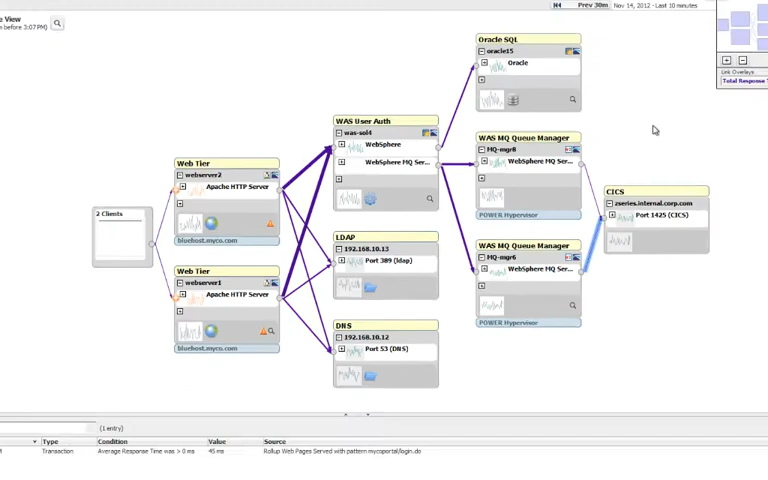 e View
n before 3:07 PM)
Prev 30m
Nov 14, 2012 - Last 10 minutes
Link Overlays
Total Response T
2 Clients
Web Tier
webserver2
Apache HTTP Server
bluehost.myco.com
Web Tier
webserver1
Apache HTTP Server
bluehost.myco.com
WAS User Auth
was-sol4
WebSphere
WebSphere MQ Ser...
LDAP
192.168.10.13
Port 389 (ldap)
DNS
192.168.10.12
Port 53 (DNS)
Oracle SQL
oracle15
Oracle
WAS MQ Queue Manager
MQ-mgr8
WebSphere MQ Ser...
POWER Hypervisor
WAS MQ Queue Manager
MQ-mgr6
WebSphere MQ Ser...
POWER Hypervisor
CICS
zseries.internal.corp.com
Port 1425 (CICS)
(1 entry)
Type Condition Value Source
M Transaction Average Response Time was > 0 ms 45 ms Rollup Web Pages Served with pattern mycoportal/login.do